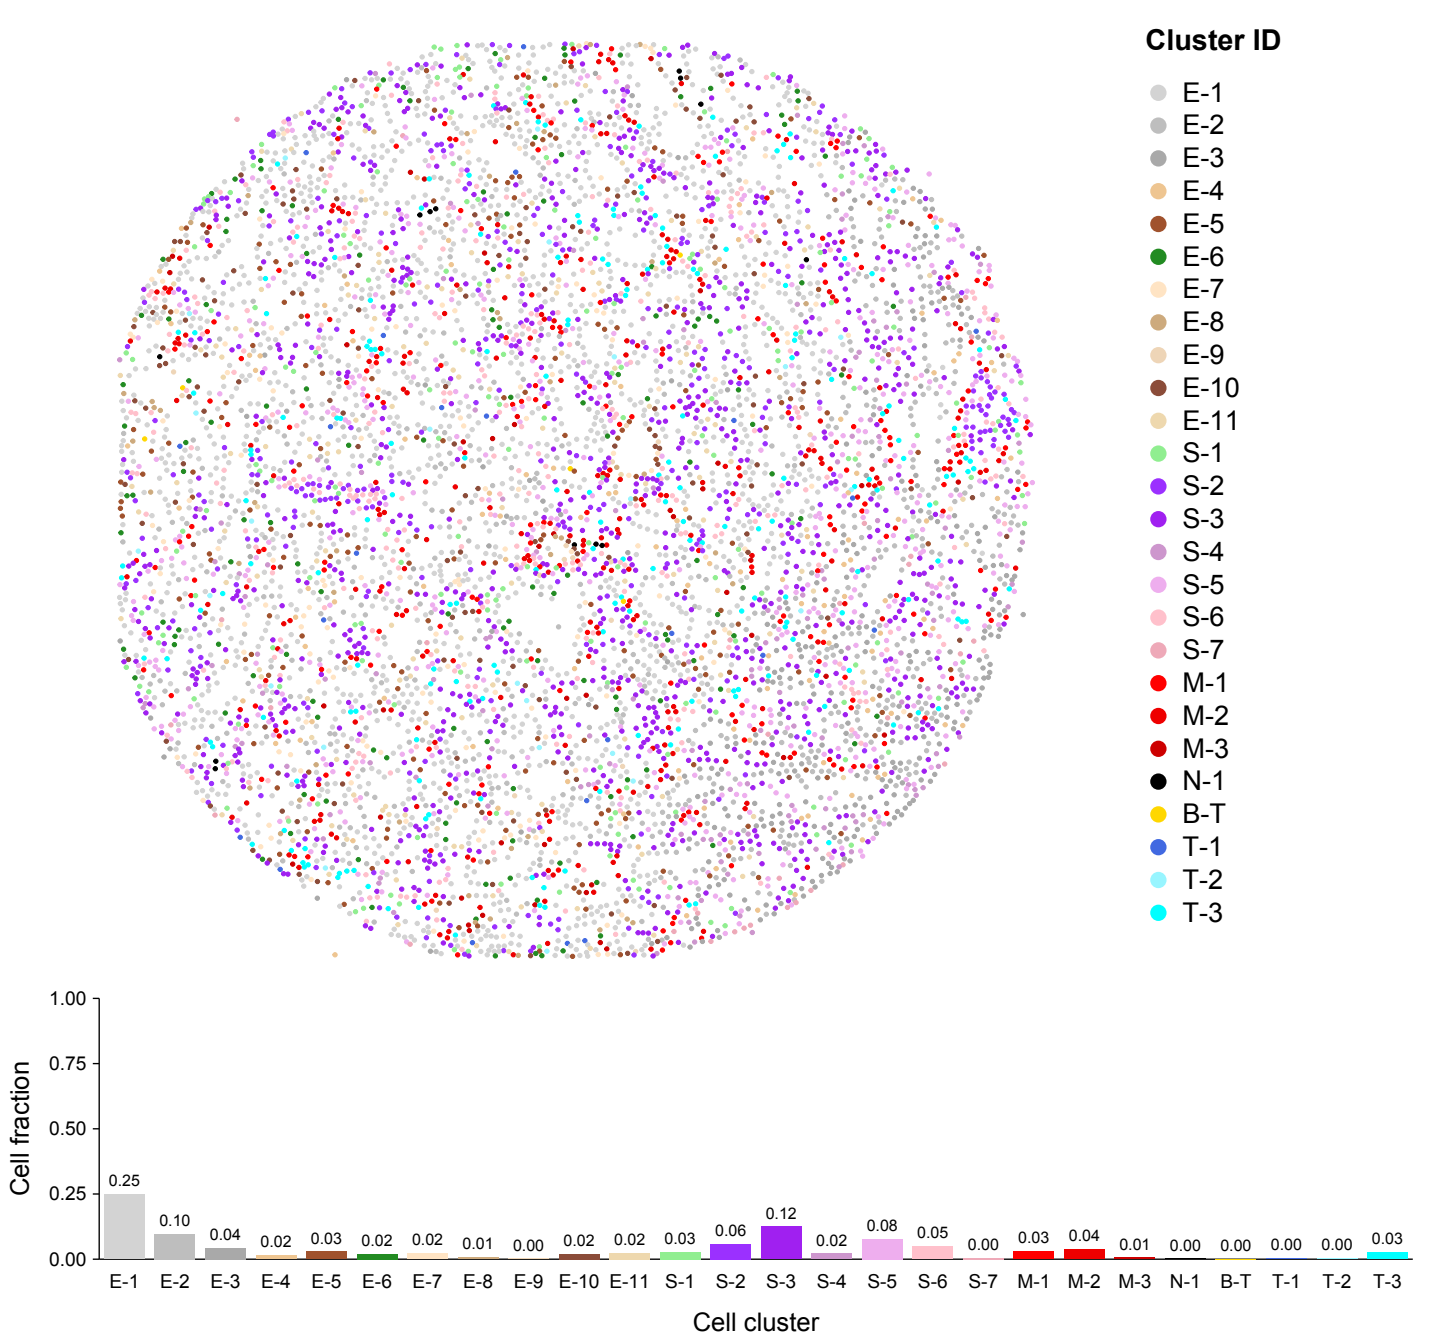 Cluster ID
E-1
E-2
E-3
E-4
E-5
E-6
E-7
E-8
E-9
E-10
E-11
S-1
S-2
S-3
S-4
S-5
S-6
S-7
M-1
M-2
M-3
N-1
B-T
T-1
T-2
T-3
1.00
0.75
0.50
0.25
0.00
Cell fraction
0.25 0.10 0.04 0.02 0.03 0.02 0.02 0.01 0.00 0.02 0.02 0.03 0.06 0.12 0.02 0.08 0.05 0.00 0.03 0.04 0.01 0.00 0.00 0.00 0.00 0.03
E-1 E-2 E-3 E-4 E-5 E-6 E-7 E-8 E-9 E-10 E-11 S-1 S-2 S-3 S-4 S-5 S-6 S-7 M-1 M-2 M-3 N-1 B-T T-1 T-2 T-3
Cell cluster